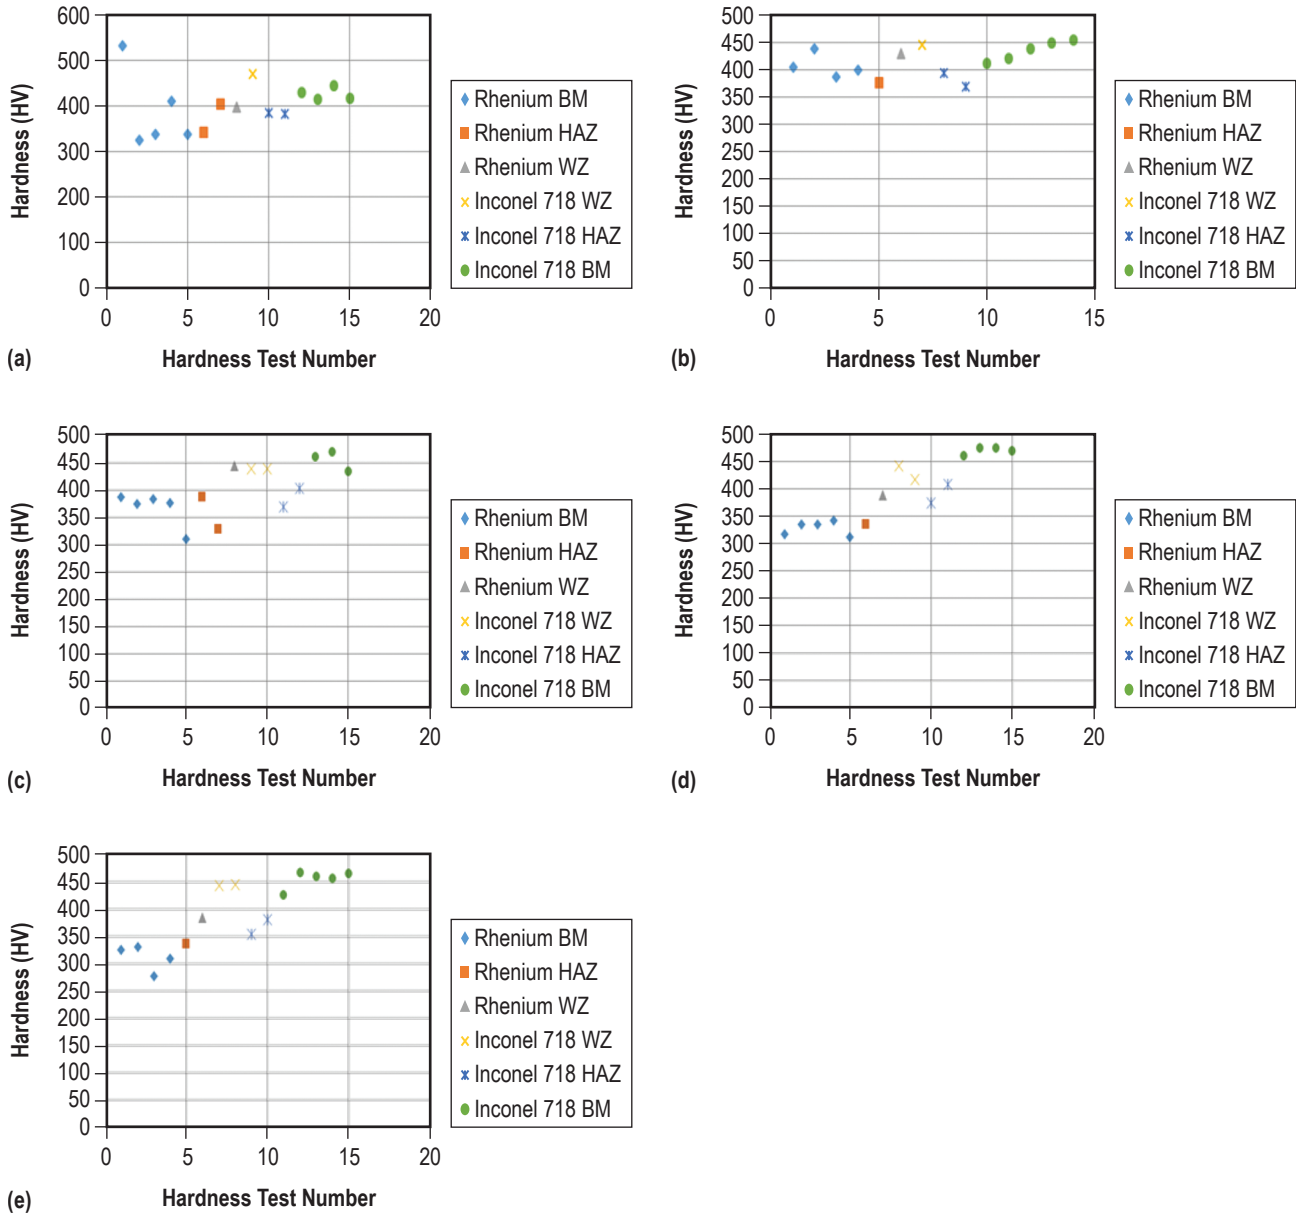 600
500
400
300
200
100
0
Hardness (HV)
0 5 10 15 20
Hardness Test Number
(a)
Rhenium BM
Rhenium HAZ
Rhenium WZ
Inconel 718 WZ
Inconel 718 HAZ
Inconel 718 BM
500
450
400
350
300
250
200
150
100
50
0
Hardness (HV)
0 5 10 15
Hardness Test Number
(b)
Rhenium BM
Rhenium HAZ
Rhenium WZ
Inconel 718 WZ
Inconel 718 HAZ
Inconel 718 BM
500
450
400
350
300
250
200
150
100
50
0
Hardness (HV)
0 5 10 15 20
Hardness Test Number
(c)
Rhenium BM
Rhenium HAZ
Rhenium WZ
Inconel 718 WZ
Inconel 718 HAZ
Inconel 718 BM
500
450
400
350
300
250
200
150
100
50
0
Hardness (HV)
0 5 10 15 20
Hardness Test Number
(d)
Rhenium BM
Rhenium HAZ
Rhenium WZ
Inconel 718 WZ
Inconel 718 HAZ
Inconel 718 BM
500
450
400
350
300
250
200
150
100
50
0
Hardness (HV)
0 5 10 15 20
Hardness Test Number
(e)
Rhenium BM
Rhenium HAZ
Rhenium WZ
Inconel 718 WZ
Inconel 718 HAZ
Inconel 718 BM